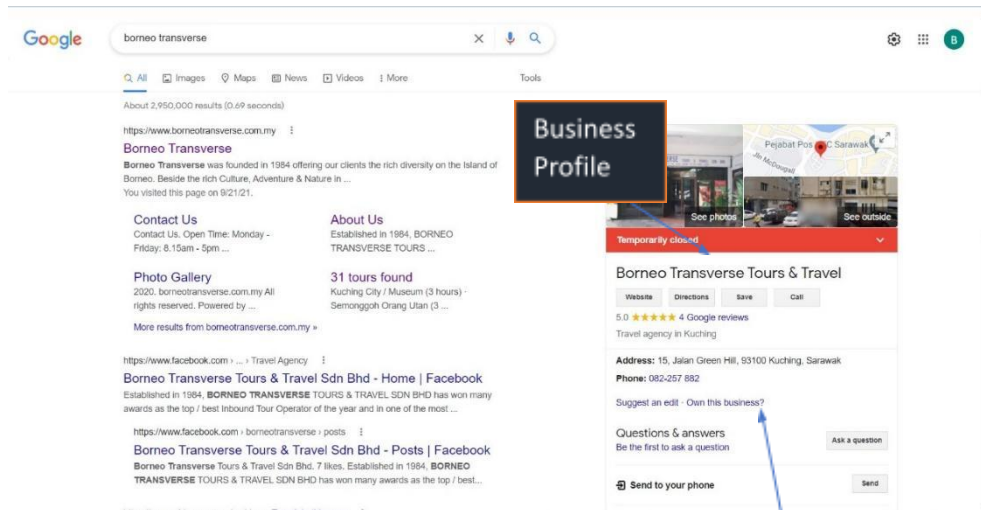 Google
borneo transverse
B
All Images Maps News Videos More Tools
About 2,950,000 results (0.69 seconds)
https://www.borneotransverse.com.my
Borneo Transverse
Borneo Transverse was founded in 1984 offering our clients the rich diversity on the Island of
Borneo. Beside the rich Culture, Adventure & Nature in ...
You visited this page on 9/21/21.
Contact Us
Contact Us. Open Time: Monday -
Friday: 8.15am - 5pm ...
About Us
Established in 1984, BORNEO
TRANSVERSE TOURS ...
Photo Gallery
2020. borneotransverse.com.my All
rights reserved. Powered by ...
31 tours found
Kuching City / Museum (3 hours) ·
Semonggoh Orang Utan (3 ...
More results from borneotransverse.com.my »
https://www.facebook.com › ... › Travel Agency
Borneo Transverse Tours & Travel Sdn Bhd - Home | Facebook
Established in 1984, BORNEO TRANSVERSE TOURS & TRAVEL SDN BHD has won many
awards as the top / best Inbound Tour Operator of the year and in one of the most ...
https://www.facebook.com › borneotransverse › posts
Borneo Transverse Tours & Travel Sdn Bhd - Posts | Facebook
Borneo Transverse Tours & Travel Sdn Bhd. 7 likes. Established in 1984, BORNEO
TRANSVERSE TOURS & TRAVEL SDN BHD has won many awards as the top / best...
Business
Profile
Pejabat Pos
C Sarawak
Jln McDougall
See photos
See outside
Temporarily closed
Borneo Transverse Tours & Travel
Website Directions Save Call
5.0 ★★★★★ 4 Google reviews
Travel agency in Kuching
Address: 15, Jalan Green Hill, 93100 Kuching, Sarawak
Phone: 082-257 882
Suggest an edit · Own this business?
Questions & answers
Be the first to ask a question
Ask a question
Send to your phone
Send